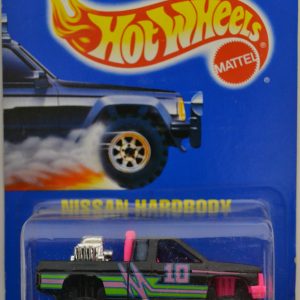 HOT WHEELS
MATTEL
NISSAN HARDBODY
10